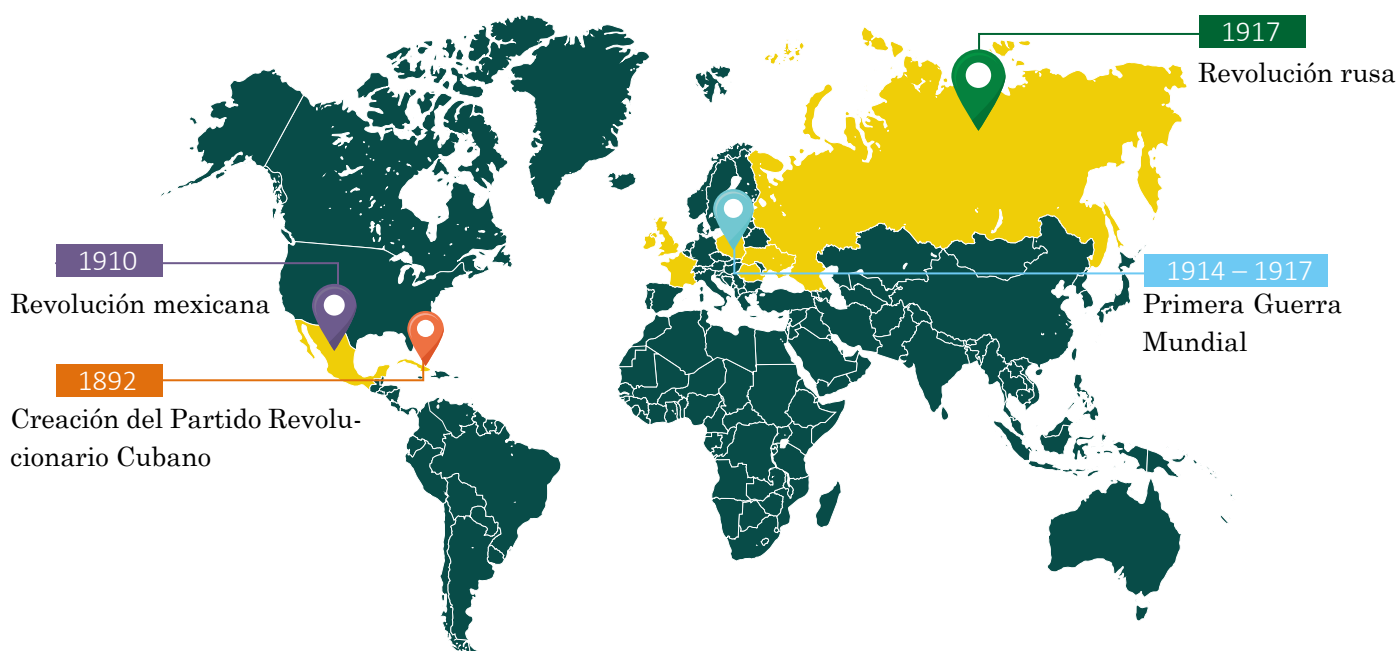 1917
Revolución rusa
1910
Revolución mexicana
1914 – 1917
Primera Guerra
Mundial
1892
Creación del Partido Revolu-
cionario Cubano